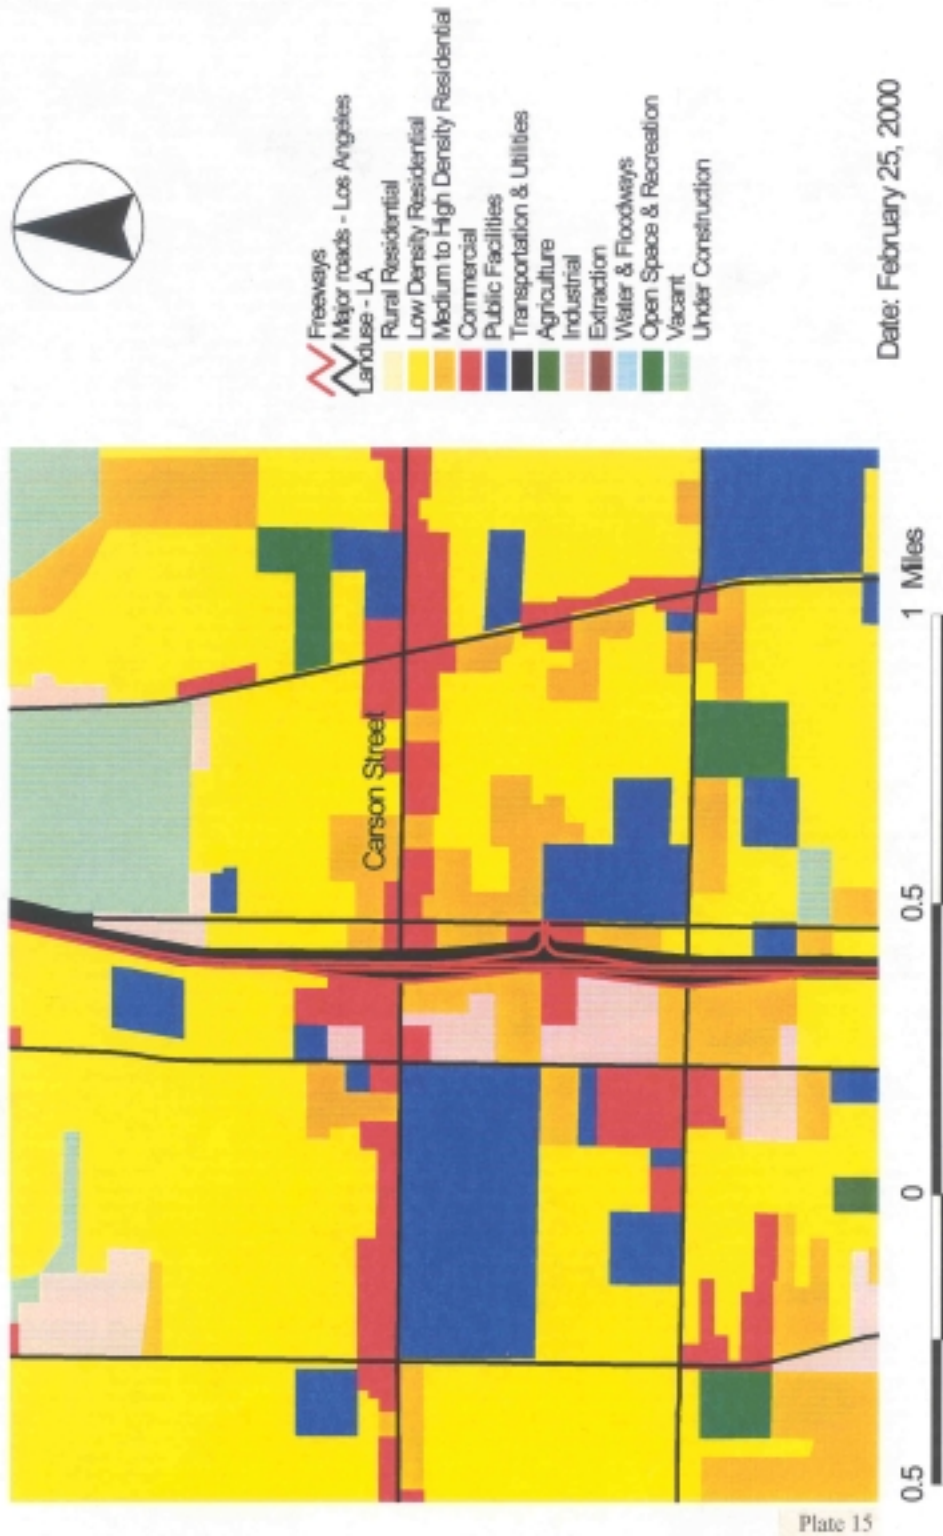 Freeways
Major roads - Los Angeles
Landuse - LA
Rural Residential
Low Density Residential
Medium to High Density Residential
Commercial
Public Facilities
Transportation & Utilities
Agriculture
Industrial
Extraction
Water & Floodways
Open Space & Recreation
Vacant
Under Construction
Date: February 25, 2000
Carson Street
0.5 0 0.5 1 Miles
Plate 15